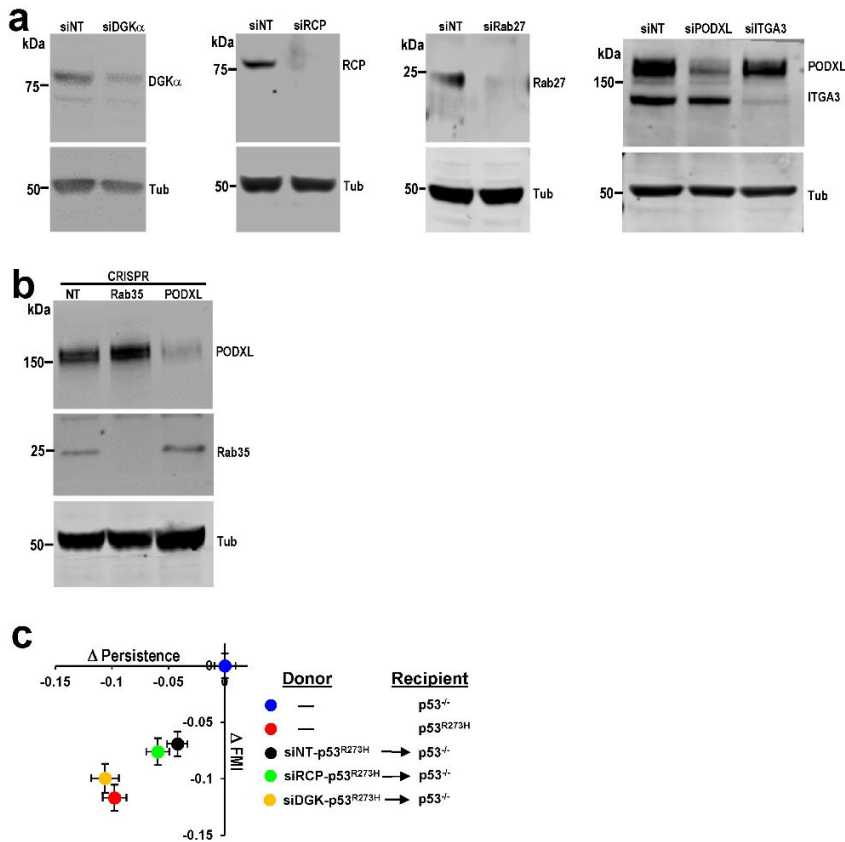 a
siNT siDGKα
kDa
75
DGKα
50
Tub
siNT siRCP
kDa
75
RCP
50
Tub
siNT siRab27
kDa
25
Rab27
50
Tub
siNT siPODXL siITGA3
kDa
150
PODXL
ITGA3
50
Tub
b
CRISPR
NT Rab35 PODXL
kDa
150
PODXL
25
Rab35
50
Tub
c
Δ Persistence
-0.15 -0.1 -0.05 0
0
-0.05
-0.1
-0.15
Δ FMI
Donor Recipient
— p53-/-
— p53R273H
siNT-p53R273H → p53-/-
siRCP-p53R273H → p53-/-
siDGK-p53R273H → p53-/-